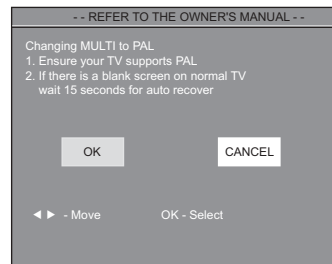 - - REFER TO THE OWNER'S MANUAL - -
Changing MULTI to PAL
1. Ensure your TV supports PAL
2. If there is a blank screen on normal TV
wait 15 seconds for auto recover
OK CANCEL
◀ ▶ - Move OK - Select